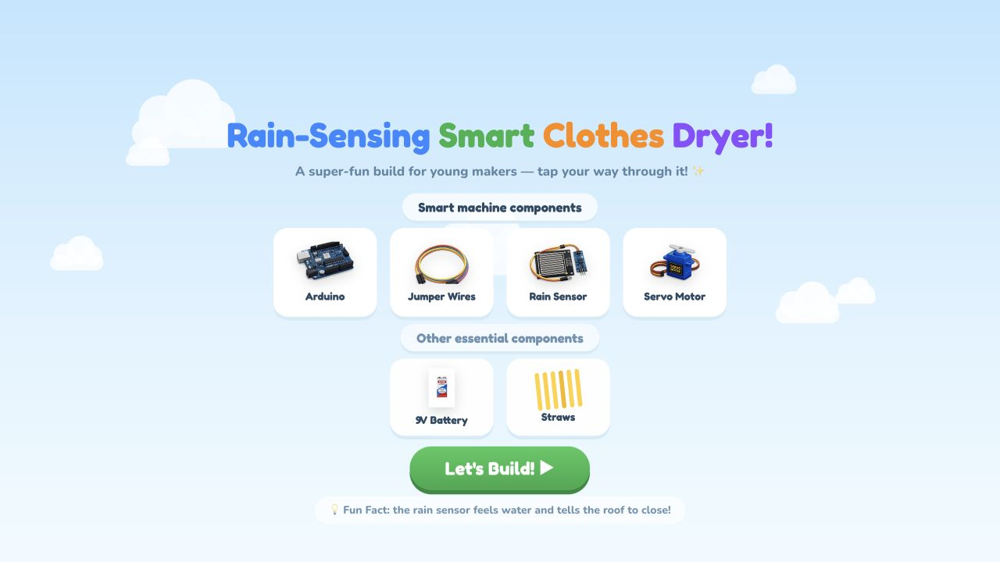 Rain-Sensing Smart Clothes Dryer!
A super-fun build for young makers — tap your way through it! ✨
Smart machine components
Arduino
Jumper Wires
Rain Sensor
SERVO MOTOR
Servo Motor
Other essential components
9V Battery
Straws
Let's Build! ▶
💡 Fun Fact: the rain sensor feels water and tells the roof to close!